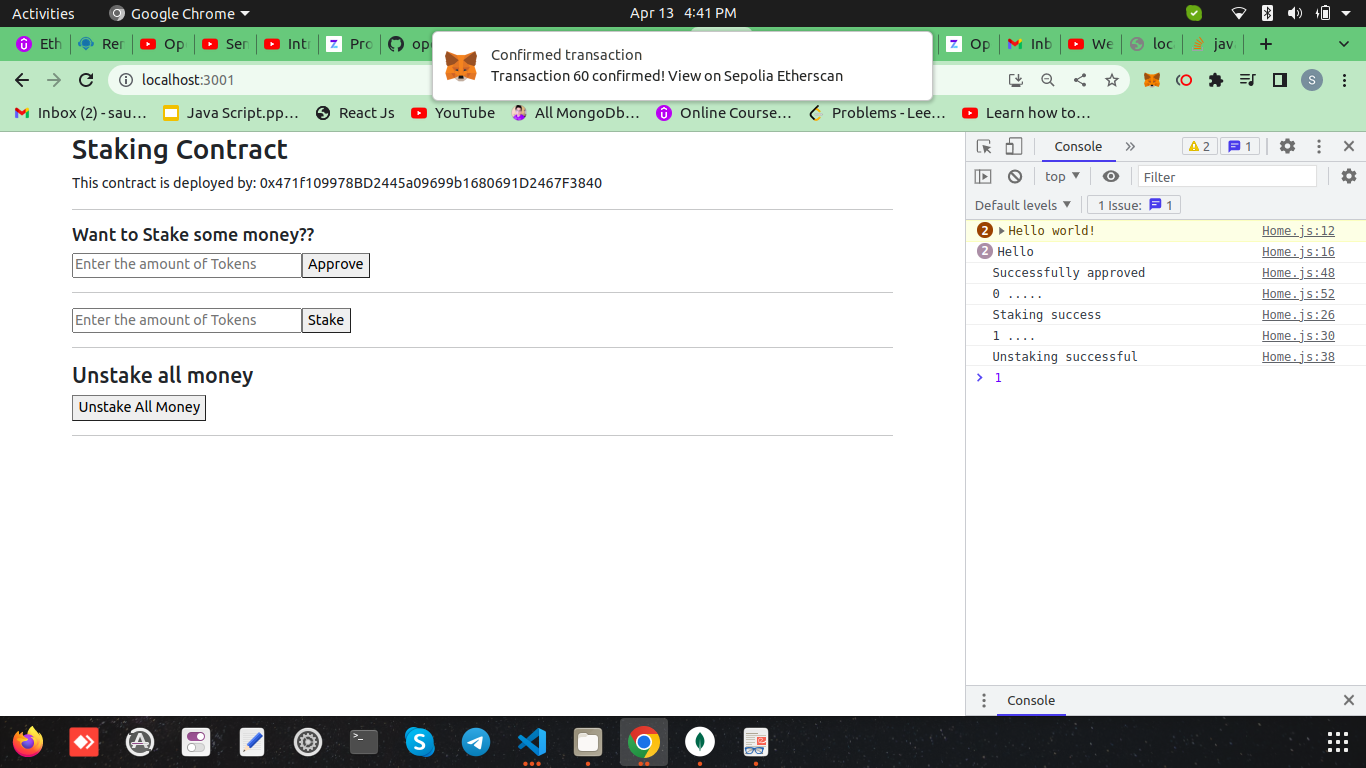 Activities
Google Chrome
Apr 13 4:41 PM
Eth
Rer
Ope
Sen
Intr
Pro
ope
Op
Inb
We
loc
java
Confirmed transaction
Transaction 60 confirmed! View on Sepolia Etherscan
localhost:3001
S
Inbox (2) - sau…
Java Script.pp…
React Js
YouTube
All MongoDb…
Online Course…
Problems - Lee…
Learn how to…
Staking Contract
This contract is deployed by: 0x471f109978BD2445a09699b1680691D2467F3840
Want to Stake some money??
Enter the amount of Tokens
Approve
Enter the amount of Tokens
Stake
Unstake all money
Unstake All Money
Console
2
1
top
Filter
Default levels
1 Issue: 1
2 Hello world! Home.js:12
2 Hello Home.js:16
Successfully approved Home.js:48
0 ..... Home.js:52
Staking success Home.js:26
1 .... Home.js:30
Unstaking successful Home.js:38
1
Console